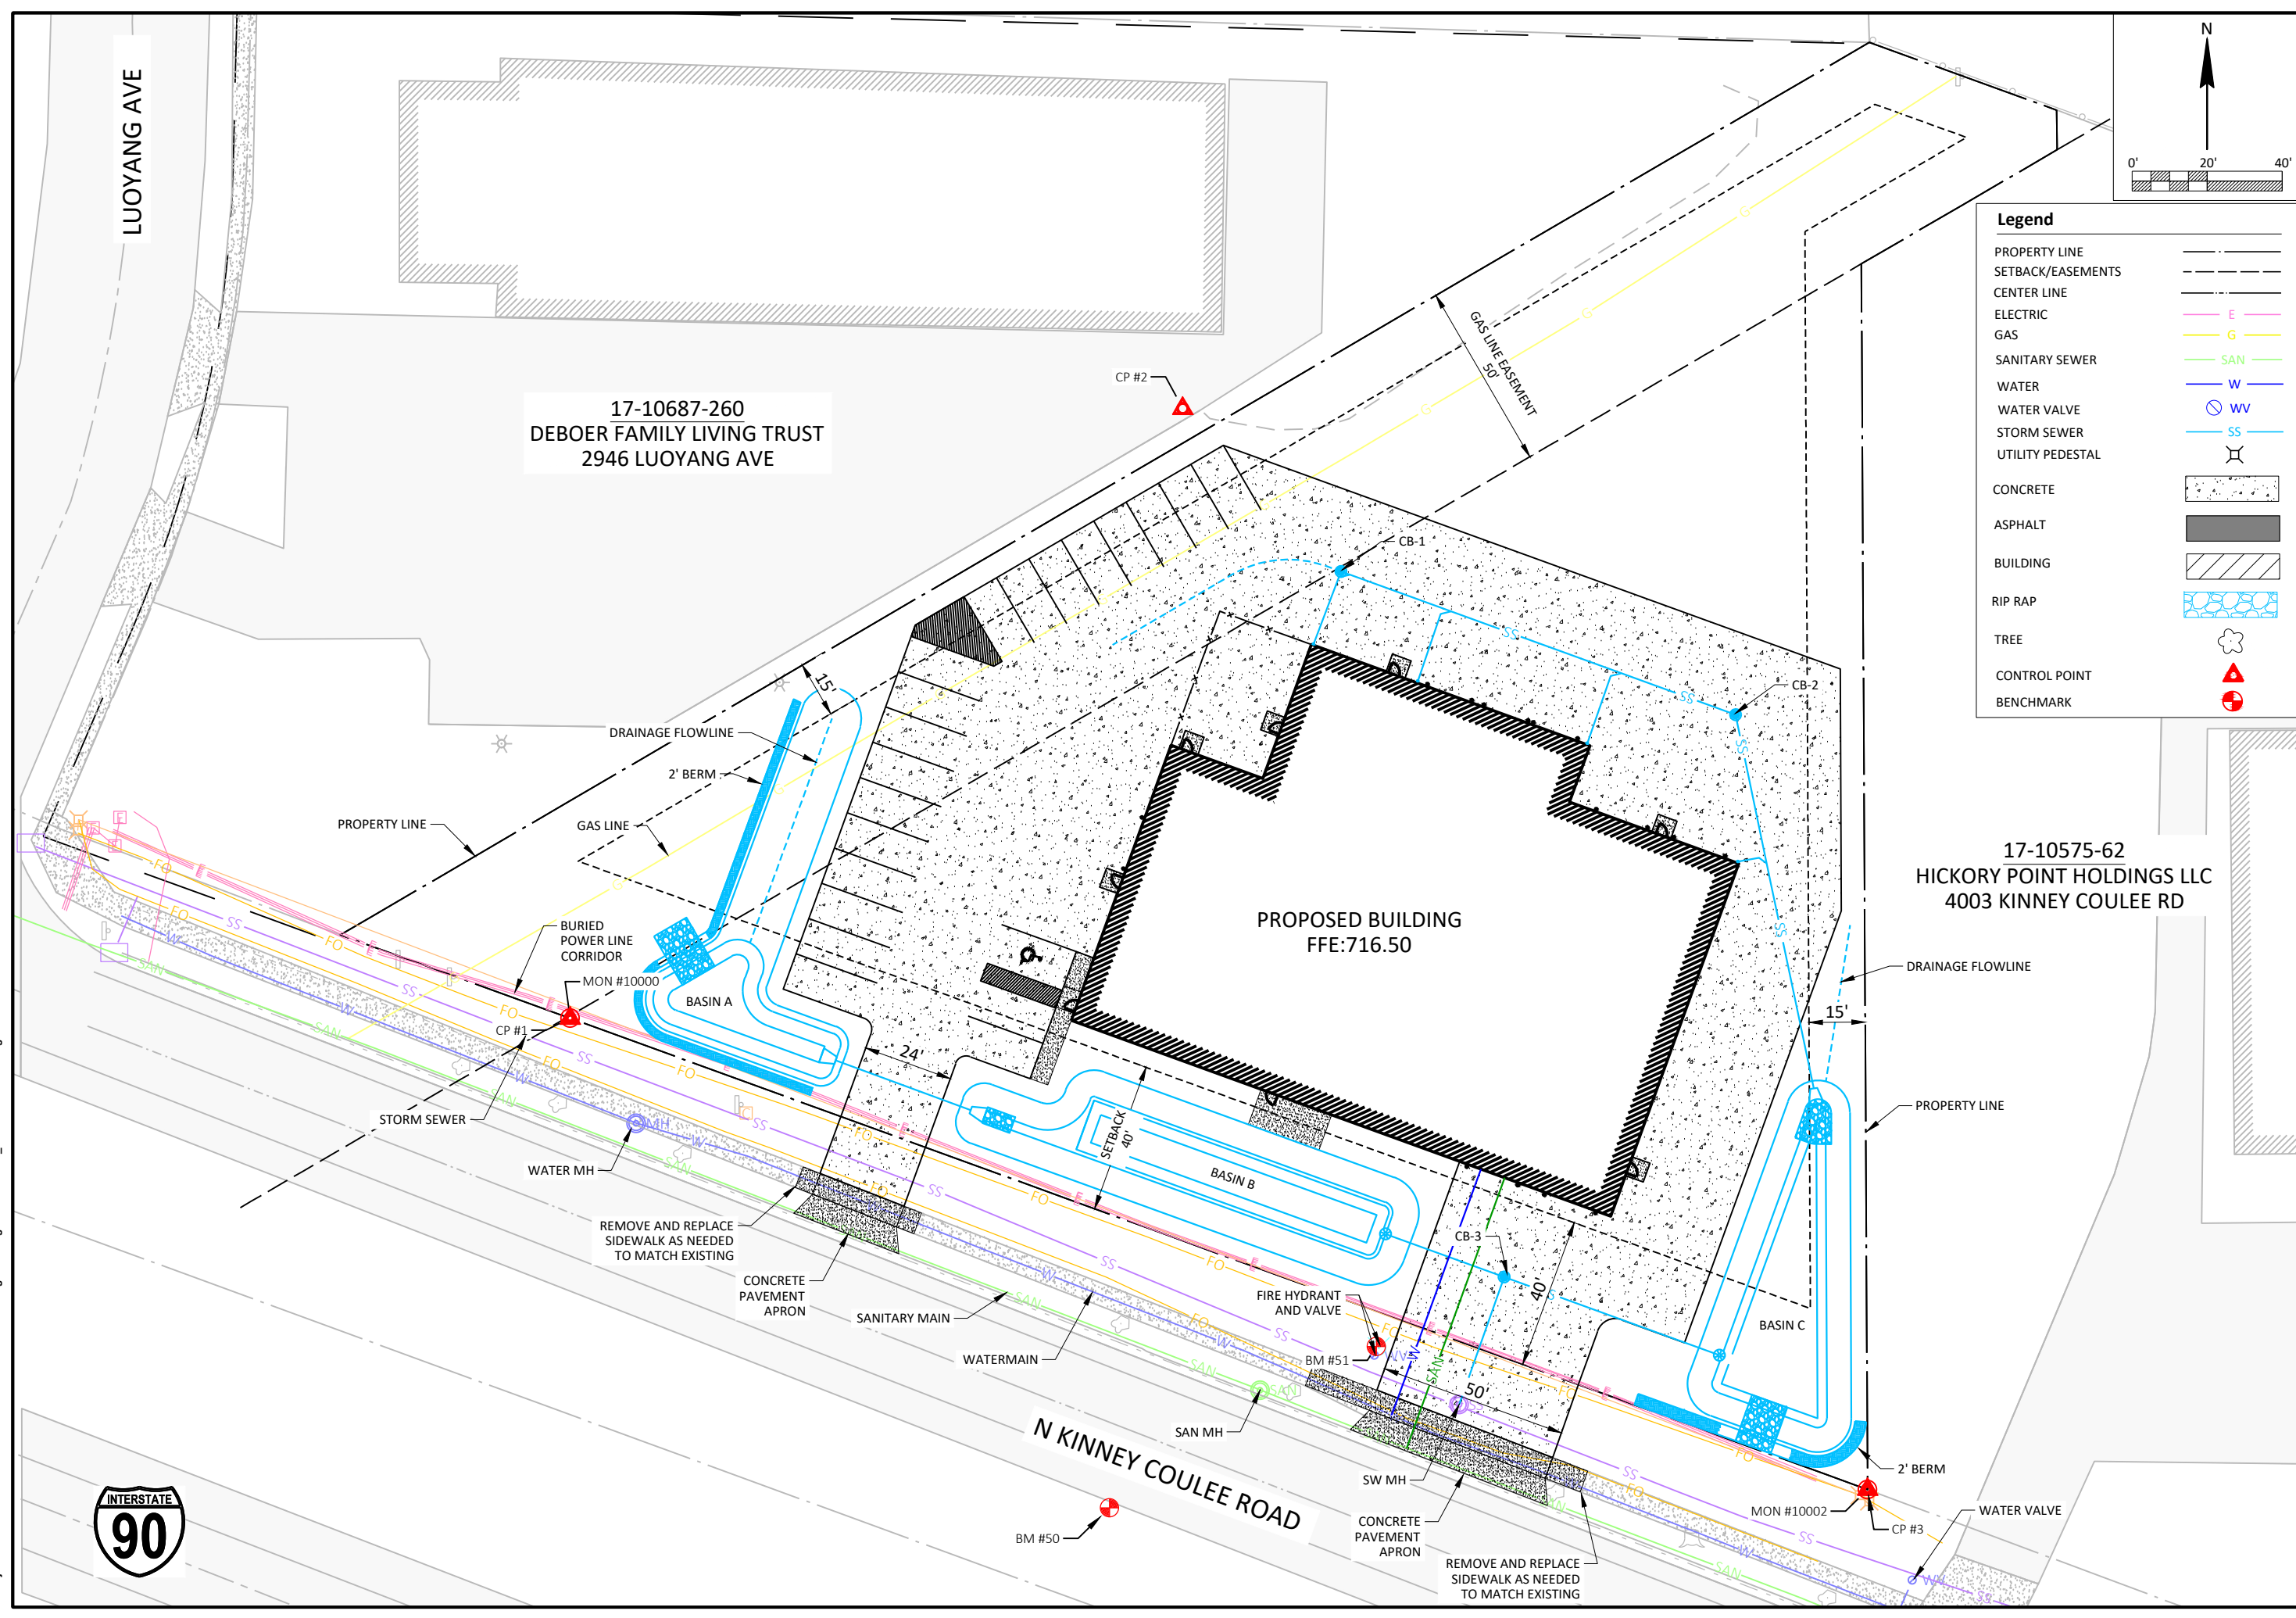 LUOYANG AVE
N
0' 20' 40'
Legend
PROPERTY LINE
SETBACK/EASEMENTS
CENTER LINE
ELECTRIC E
GAS G
SANITARY SEWER SAN
WATER W
WATER VALVE WV
STORM SEWER SS
UTILITY PEDESTAL
CONCRETE
ASPHALT
BUILDING
RIP RAP
TREE
CONTROL POINT
BENCHMARK
17-10687-260
DEBOER FAMILY LIVING TRUST
2946 LUOYANG AVE
CP #2
GAS LINE EASEMENT
50'
CB-1
CB-2
15'
DRAINAGE FLOWLINE
2' BERM
PROPERTY LINE
GAS LINE
BURIED
POWER LINE
CORRIDOR
MON #10000
CP #1
BASIN A
STORM SEWER
WATER MH
24'
PROPOSED BUILDING
FFE:716.50
17-10575-62
HICKORY POINT HOLDINGS LLC
4003 KINNEY COULEE RD
DRAINAGE FLOWLINE
15'
PROPERTY LINE
SETBACK
40'
BASIN B
REMOVE AND REPLACE
SIDEWALK AS NEEDED
TO MATCH EXISTING
CONCRETE
PAVEMENT
APRON
SANITARY MAIN
WATERMAIN
FIRE HYDRANT
AND VALVE
BM #51
CB-3
40'
50'
BASIN C
SAN MH
SW MH
N KINNEY COULEE ROAD
BM #50
CONCRETE
PAVEMENT
APRON
REMOVE AND REPLACE
SIDEWALK AS NEEDED
TO MATCH EXISTING
2' BERM
MON #10002
CP #3
WATER VALVE
INTERSTATE
90